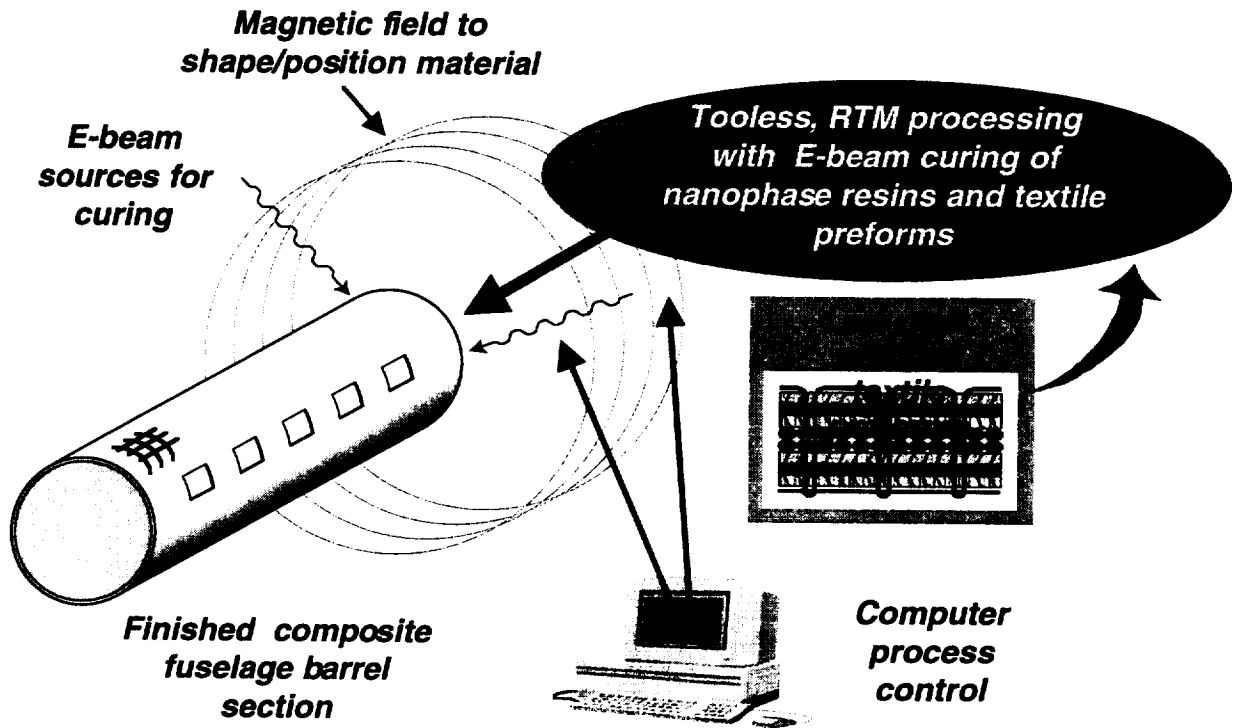 Magnetic field to
shape/position material
E-beam
sources for
curing
Tooless, RTM processing
with E-beam curing of
nanophase resins and textile
preforms
textile
Finished composite
fuselage barrel
section
Computer
process
control